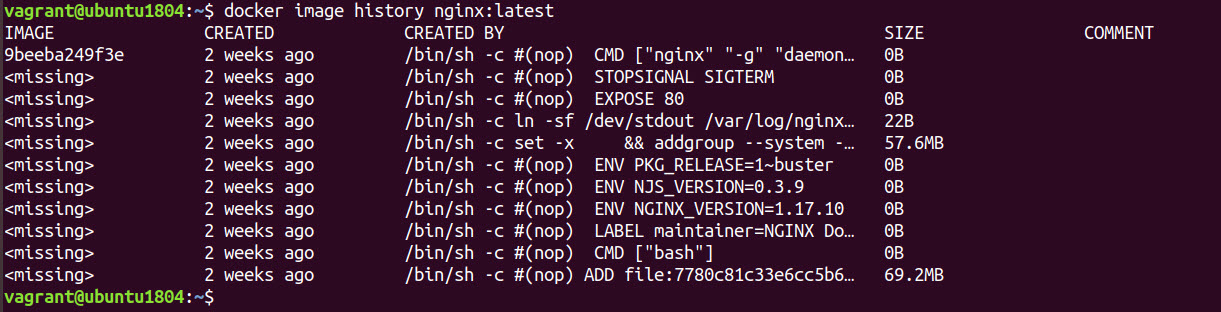 vagrant@ubuntu1804:~$ docker image history nginx:latest
IMAGE CREATED CREATED BY SIZE COMMENT
9beeba249f3e 2 weeks ago /bin/sh -c #(nop)  CMD ["nginx" "-g" "daemon… 0B
<missing> 2 weeks ago /bin/sh -c #(nop)  STOPSIGNAL SIGTERM 0B
<missing> 2 weeks ago /bin/sh -c #(nop)  EXPOSE 80 0B
<missing> 2 weeks ago /bin/sh -c ln -sf /dev/stdout /var/log/nginx… 22B
<missing> 2 weeks ago /bin/sh -c set -x     && addgroup --system -… 57.6MB
<missing> 2 weeks ago /bin/sh -c #(nop)  ENV PKG_RELEASE=1~buster 0B
<missing> 2 weeks ago /bin/sh -c #(nop)  ENV NJS_VERSION=0.3.9 0B
<missing> 2 weeks ago /bin/sh -c #(nop)  ENV NGINX_VERSION=1.17.10 0B
<missing> 2 weeks ago /bin/sh -c #(nop)  LABEL maintainer=NGINX Do… 0B
<missing> 2 weeks ago /bin/sh -c #(nop)  CMD ["bash"] 0B
<missing> 2 weeks ago /bin/sh -c #(nop) ADD file:7780c81c33e6cc5b6… 69.2MB
vagrant@ubuntu1804:~$